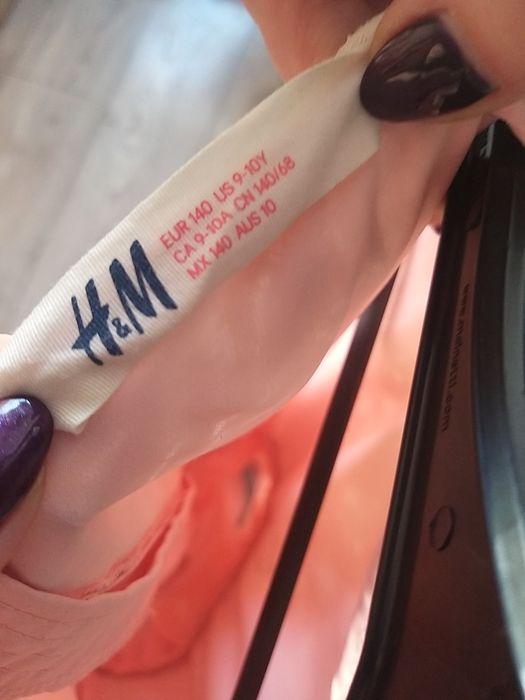 H&M
EUR 140 US 9-10Y
CA 9-10A CN 140/68
MX 140 AUS 10